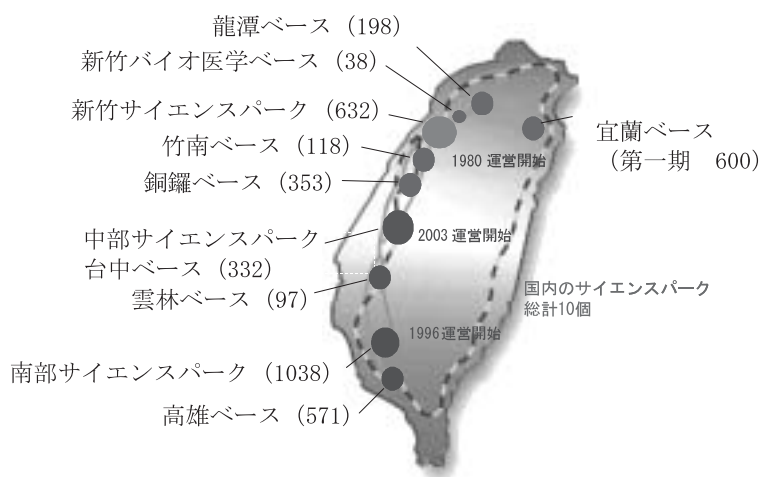 龍潭ベース（198）
新竹バイオ医学ベース（38）
新竹サイエンスパーク（632）
竹南ベース（118）
銅鑼ベース（353）
中部サイエンスパーク
台中ベース（332）
雲林ベース（97）
南部サイエンスパーク（1038）
高雄ベース（571）
宜蘭ベース
（第一期　600）
1980 運営開始
2003 運営開始
1996 運営開始
国内のサイエンスパーク
総計10個